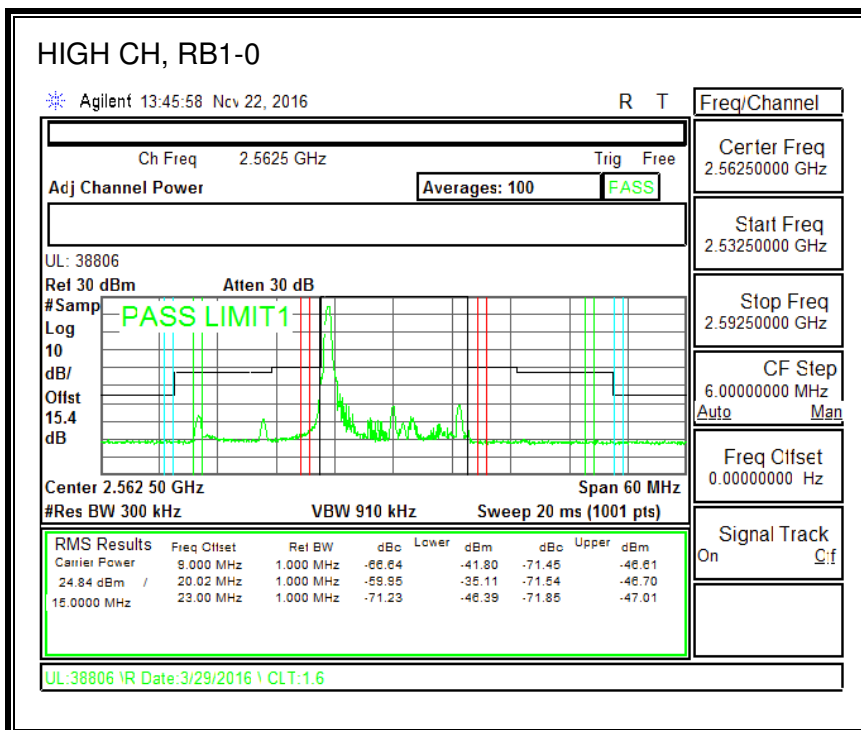 HIGH CH, RB1-0
Agilent 13:45:58 Nov 22, 2016 R T
Freq/Channel
Ch Freq 2.5625 GHz Trig Free
Adj Channel Power Averages: 100 PASS
Center Freq
2.56250000 GHz
Start Freq
2.53250000 GHz
UL: 38806
Ref 30 dBm Atten 30 dB
#Samp
Log
10
dB/
Offst
15.4
dB
PASS LIMIT1
Stop Freq
2.59250000 GHz
CF Step
6.00000000 MHz
Auto Man
Freq Offset
0.00000000 Hz
Center 2.562 50 GHz Span 60 MHz
#Res BW 300 kHz VBW 910 kHz Sweep 20 ms (1001 pts)
Signal Track
On Off
RMS Results Freq Offset Ref BW dBc Lower dBm dBc Upper dBm
Carrier Power 9.000 MHz 1.000 MHz -66.64 -41.80 -71.45 -46.61
24.84 dBm / 20.02 MHz 1.000 MHz -59.95 -35.11 -71.54 -46.70
15.0000 MHz 23.00 MHz 1.000 MHz -71.23 -46.39 -71.85 -47.01
UL:38806 \R Date:3/29/2016 \ CLT:1.6